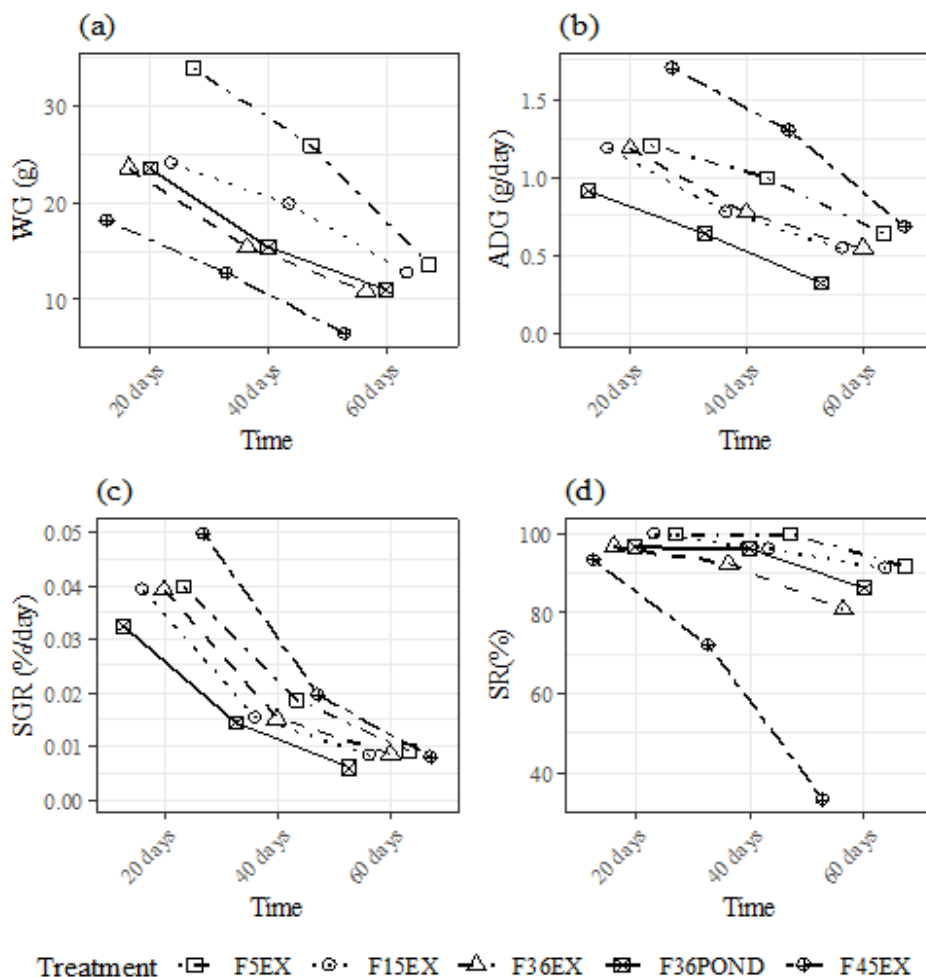 (a)
(b)
WG (g)
30
20
10
20 days
40 days
60 days
Time
ADG (g/day)
1.5
1.0
0.5
0.0
20 days
40 days
60 days
Time
(c)
(d)
SGR (%/day)
0.05
0.04
0.03
0.02
0.01
0.00
20 days
40 days
60 days
Time
SR(%)
100
80
60
40
20 days
40 days
60 days
Time
Treatment F5EX F15EX F36EX F36POND F45EX